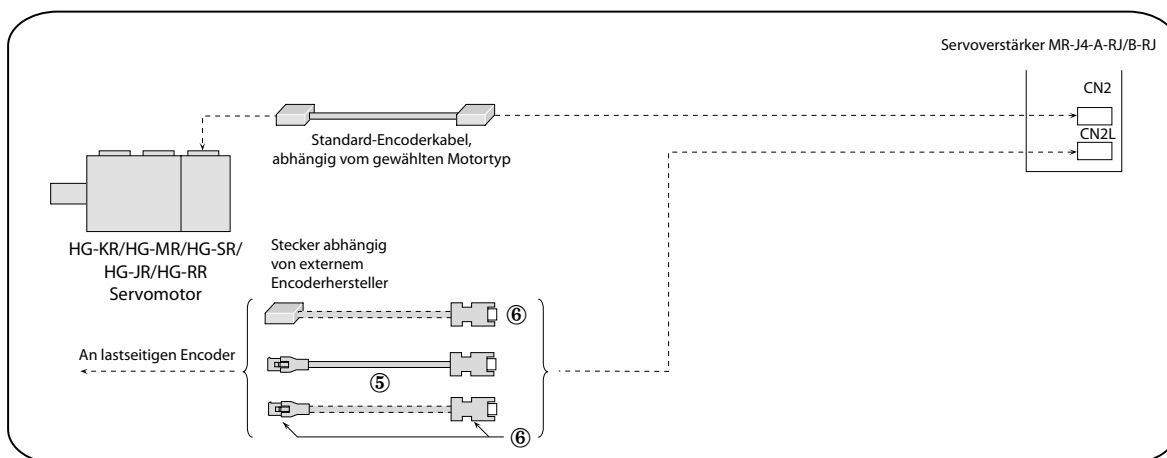 Servoverstärker MR-J4-A-RJ/B-RJ
CN2
CN2L
Standard-Encoderkabel,
abhängig vom gewählten Motortyp
HG-KR/HG-MR/HG-SR/
HG-JR/HG-RR
Servomotor
Stecker abhängig
von externem
Encoderhersteller
⑥
An lastseitigen Encoder
⑤
⑥